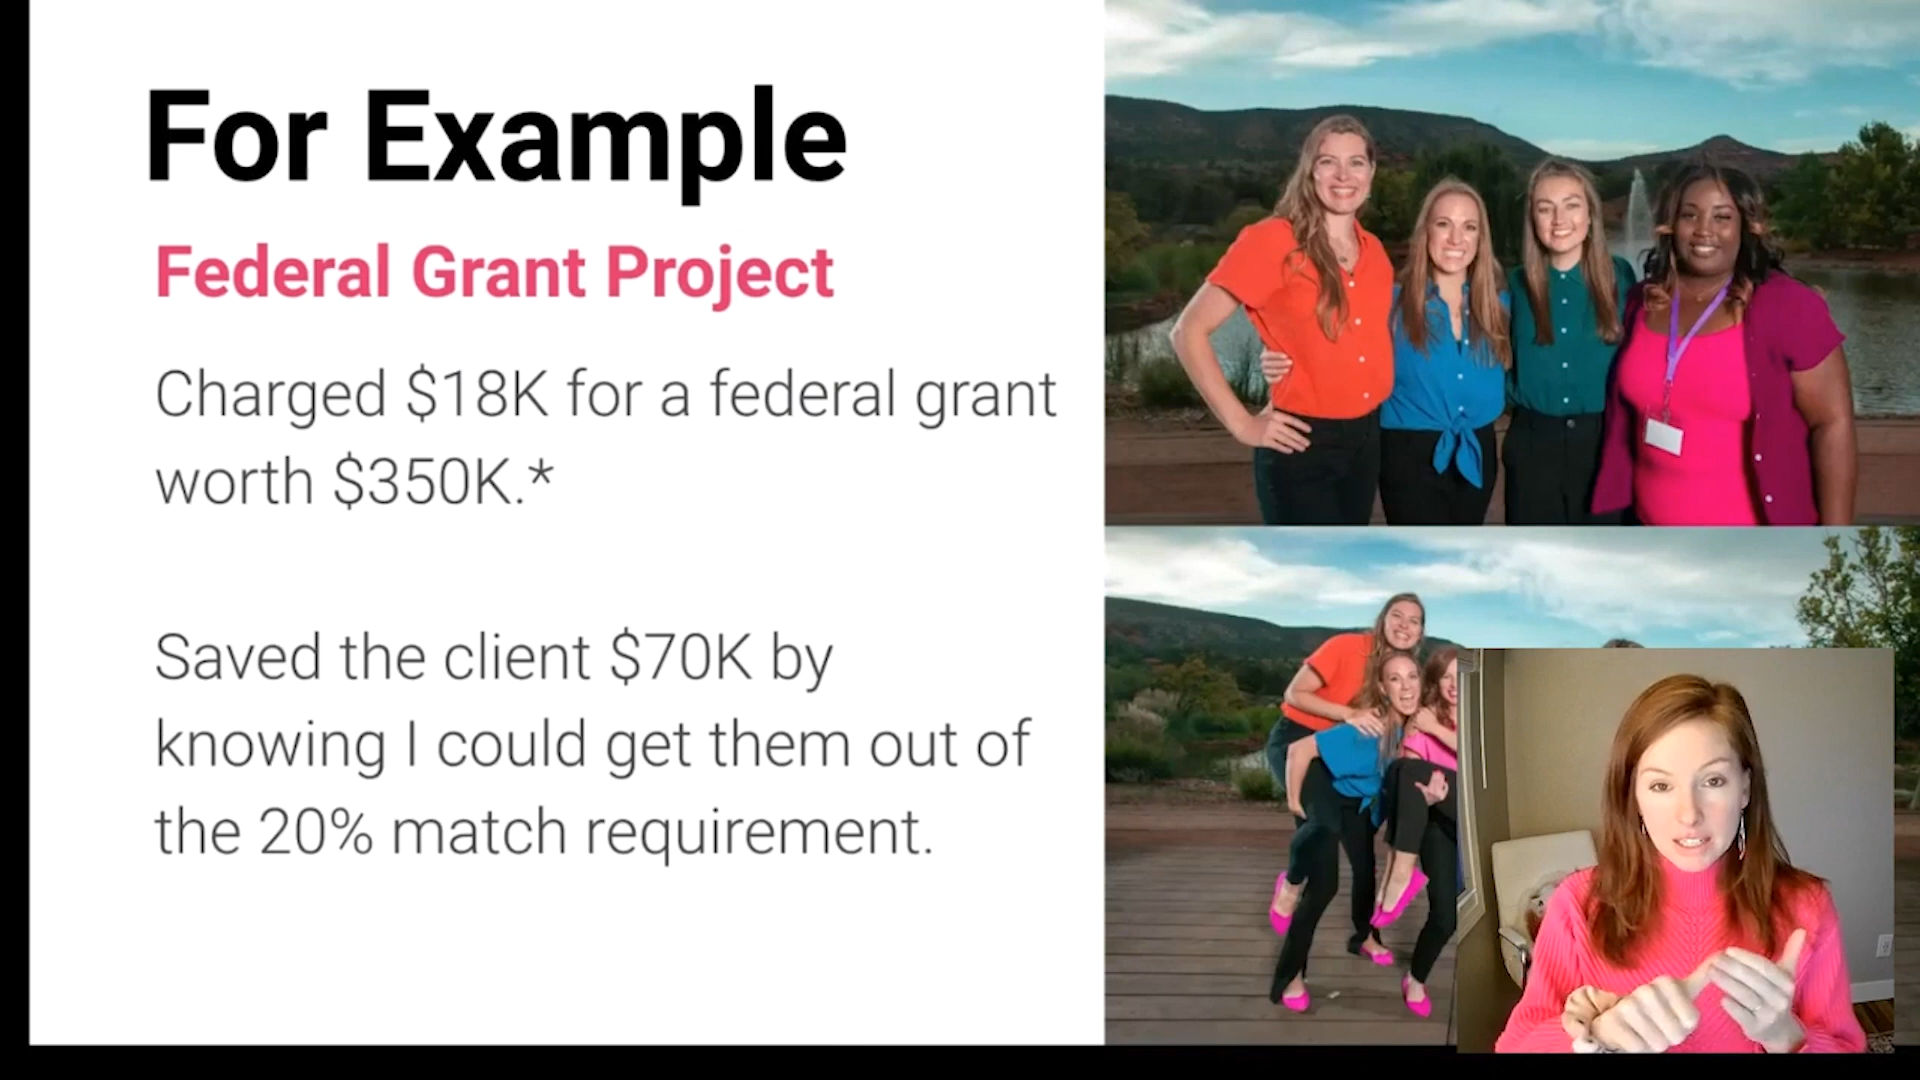 For Example
Federal Grant Project
Charged $18K for a federal grant
worth $350K.*
Saved the client $70K by
knowing I could get them out of
the 20% match requirement.